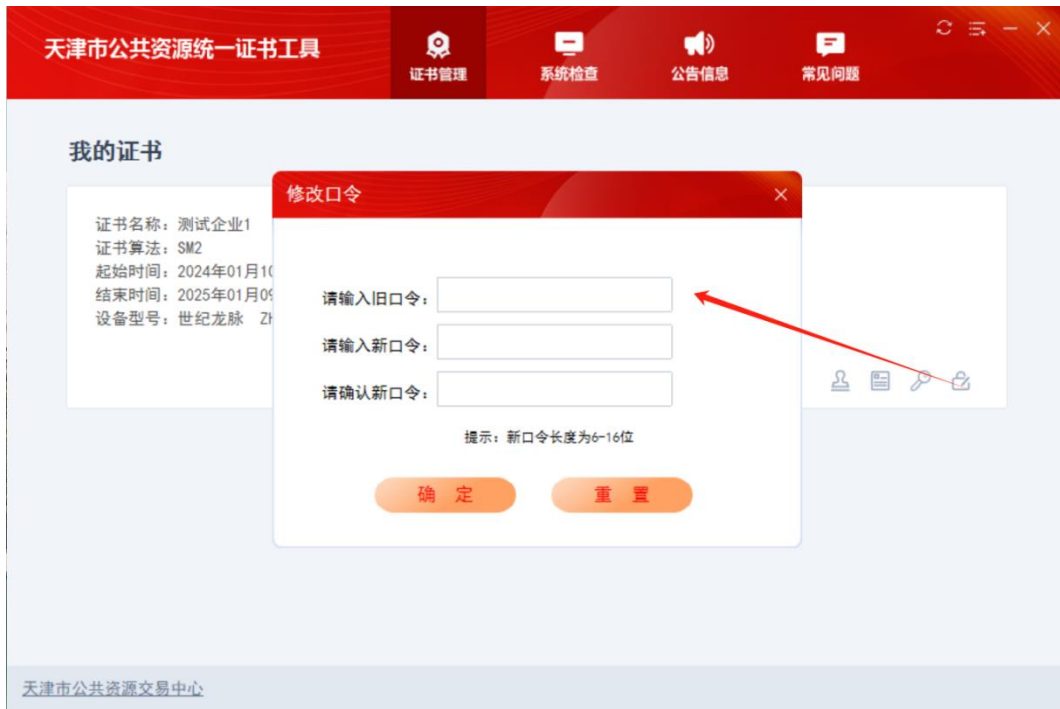 天津市公共资源统一证书工具
证书管理
系统检查
公告信息
常见问题
我的证书
修改口令
证书名称：测试企业1
证书算法：SM2
起始时间：2024年01月10
结束时间：2025年01月09
设备型号：世纪龙脉 ZH
请输入旧口令：
请输入新口令：
请确认新口令：
提示：新口令长度为6-16位
确 定
重 置
天津市公共资源交易中心